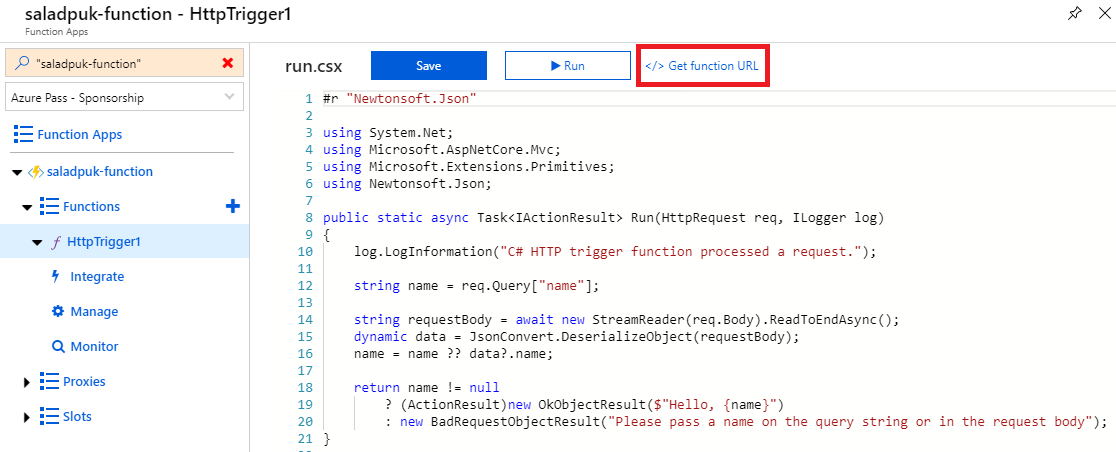 saladpuk-function - HttpTrigger1
Function Apps
"saladpuk-function"
Azure Pass - Sponsorship
Function Apps
saladpuk-function
Functions
HttpTrigger1
Integrate
Manage
Monitor
Proxies
Slots
run.csx Save Run </> Get function URL
1 #r "Newtonsoft.Json"
2
3 using System.Net;
4 using Microsoft.AspNetCore.Mvc;
5 using Microsoft.Extensions.Primitives;
6 using Newtonsoft.Json;
7
8 public static async Task<IActionResult> Run(HttpRequest req, ILogger log)
9 {
10     log.LogInformation("C# HTTP trigger function processed a request.");
11
12     string name = req.Query["name"];
13
14     string requestBody = await new StreamReader(req.Body).ReadToEndAsync();
15     dynamic data = JsonConvert.DeserializeObject(requestBody);
16     name = name ?? data?.name;
17
18     return name != null
19         ? (ActionResult)new OkObjectResult($"Hello, {name}")
20         : new BadRequestObjectResult("Please pass a name on the query string or in the request body");
21 }